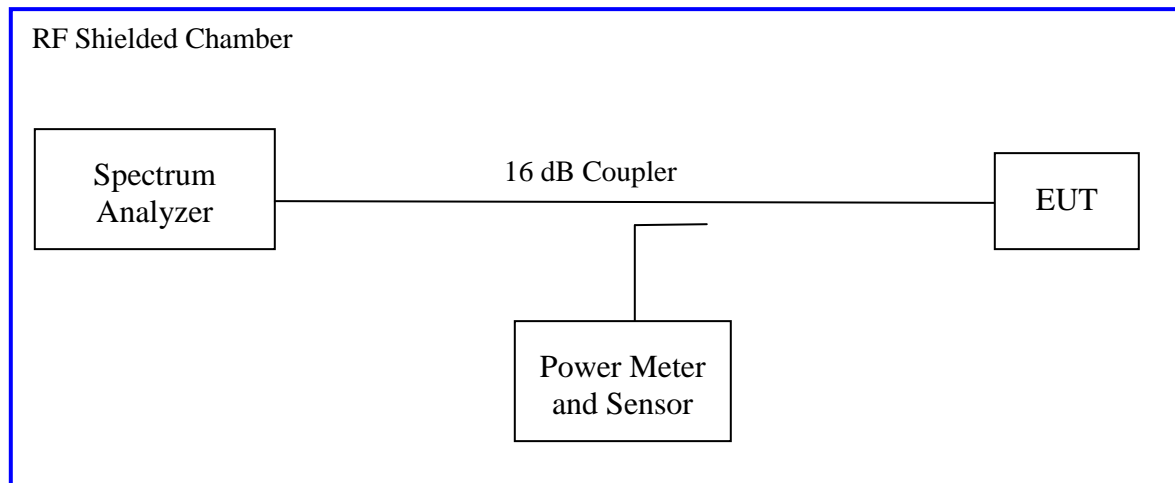 RF Shielded Chamber
Spectrum
Analyzer
16 dB Coupler
EUT
Power Meter
and Sensor